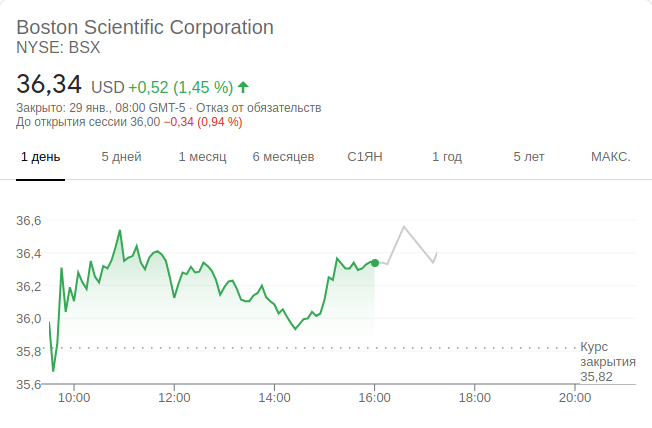 Boston Scientific Corporation
NYSE: BSX
36,34 USD +0,52 (1,45 %)
Закрыто: 29 янв., 08:00 GMT-5 · Отказ от обязательств
До открытия сессии 36,00 −0,34 (0,94 %)
1 день 5 дней 1 месяц 6 месяцев С1ЯН 1 год 5 лет МАКС.
36,6
36,4
36,2
36,0
35,8
35,6
Курс
закрытия
35,82
10:00 12:00 14:00 16:00 18:00 20:00